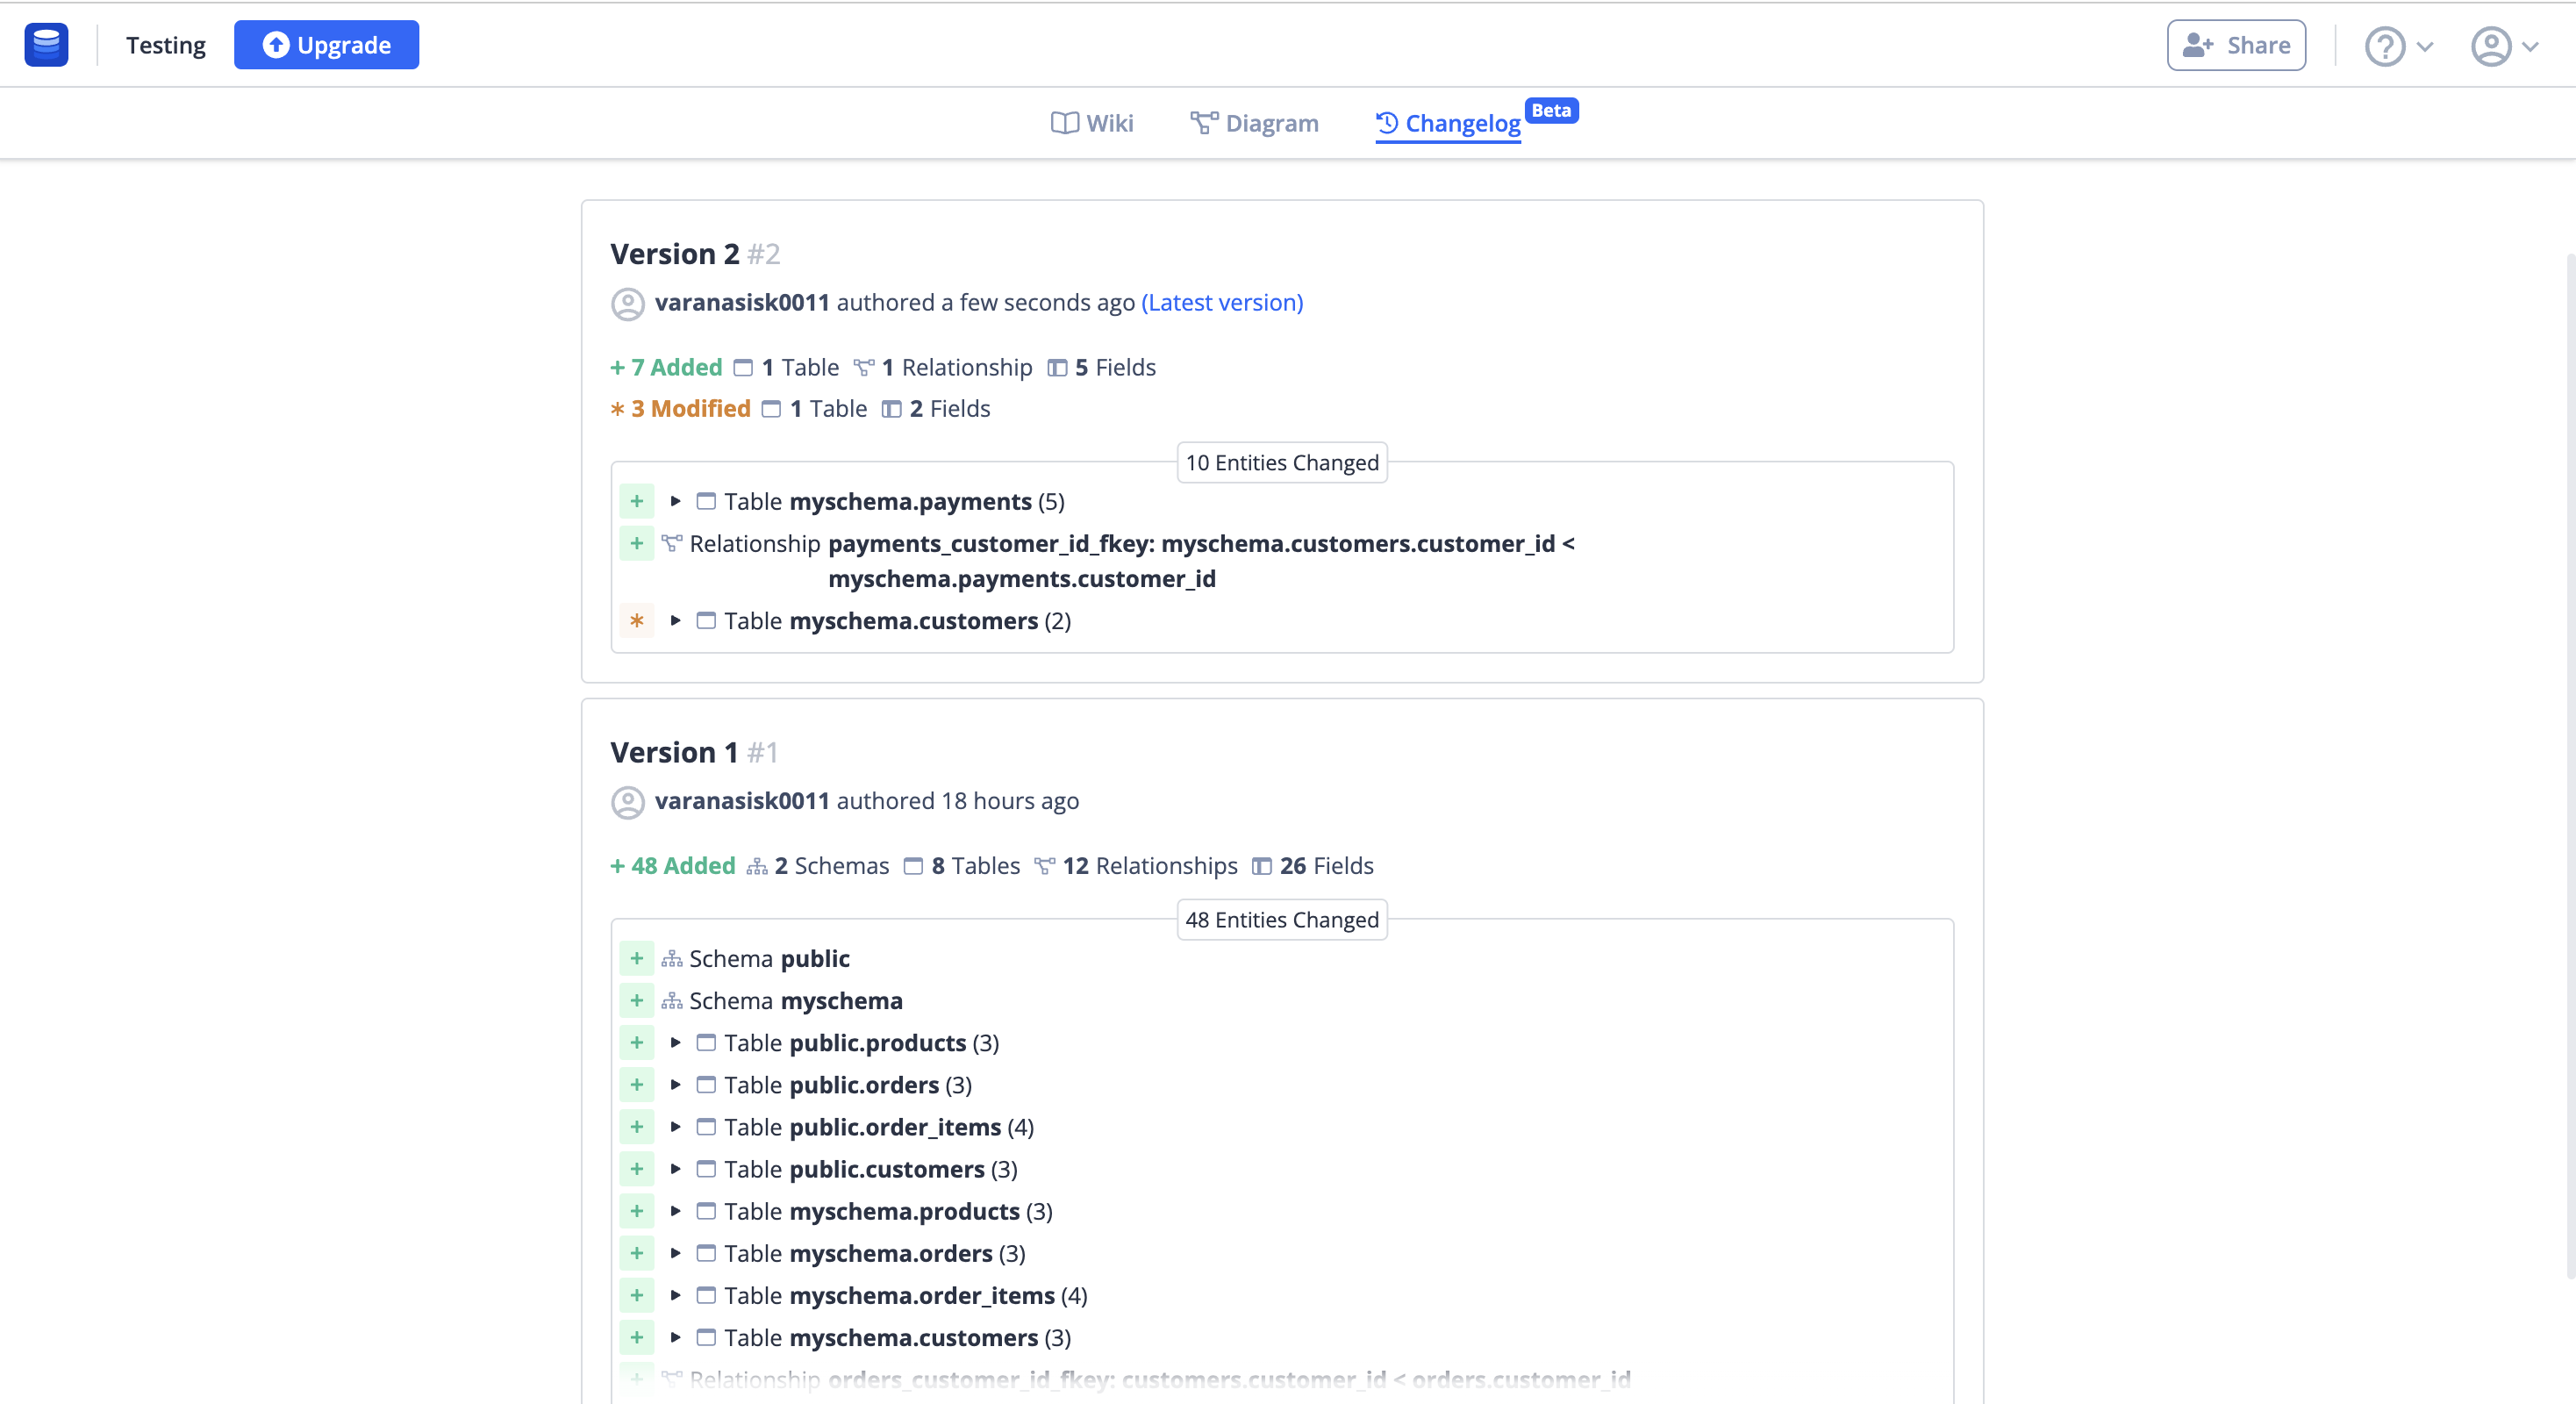 Testing
Upgrade
Share
Wiki
Diagram
Changelog
Beta
Version 2 #2
varanasisk0011 authored a few seconds ago (Latest version)
+ 7 Added 1 Table 1 Relationship 5 Fields
* 3 Modified 1 Table 2 Fields
10 Entities Changed
+ Table myschema.payments (5)
+ Relationship payments_customer_id_fkey: myschema.customers.customer_id <
myschema.payments.customer_id
* Table myschema.customers (2)
Version 1 #1
varanasisk0011 authored 18 hours ago
+ 48 Added 2 Schemas 8 Tables 12 Relationships 26 Fields
48 Entities Changed
+ Schema public
+ Schema myschema
+ Table public.products (3)
+ Table public.orders (3)
+ Table public.order_items (4)
+ Table public.customers (3)
+ Table myschema.products (3)
+ Table myschema.orders (3)
+ Table myschema.order_items (4)
+ Table myschema.customers (3)
+ Relationship orders_customer_id_fkey: customers.customer_id < orders.customer_id